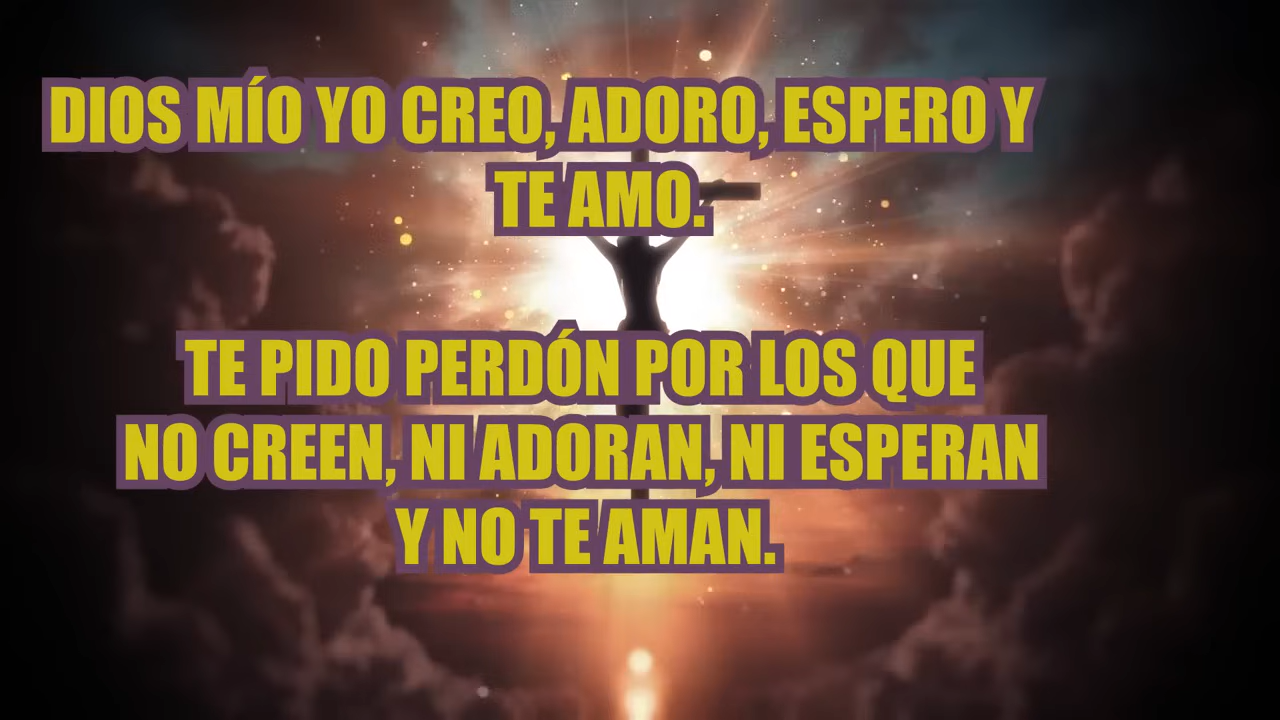 DIOS MÍO YO CREO, ADORO, ESPERO Y
TE AMO.
TE PIDO PERDÓN POR LOS QUE
NO CREEN, NI ADORAN, NI ESPERAN
Y NO TE AMAN.